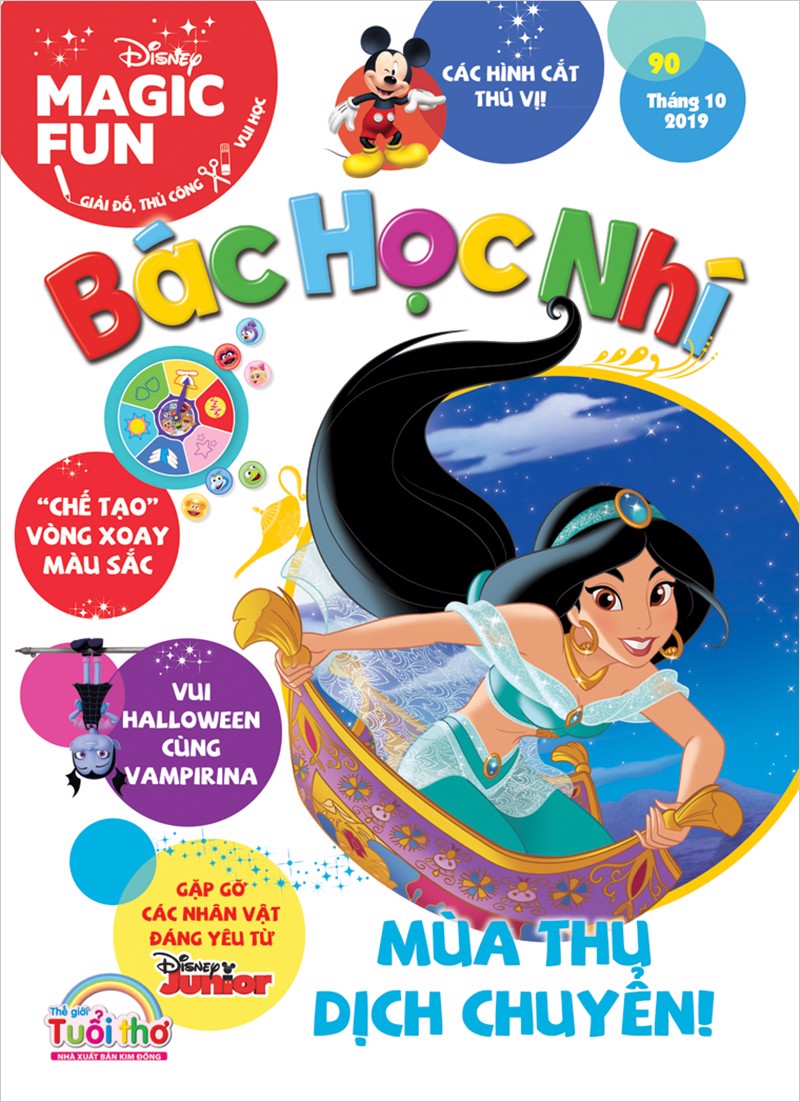 Disney
MAGIC
FUN
GIẢI ĐỐ, THỦ CÔNG
VUI HỌC
CÁC HÌNH CẮT
THÚ VỊ!
90
Tháng 10
2019
Bác Học Nhí
“CHẾ TẠO”
VÒNG XOAY
MÀU SẮC
VUI
HALLOWEEN
CÙNG
VAMPIRINA
GẶP GỠ
CÁC NHÂN VẬT
ĐÁNG YÊU TỪ
Disney
Junior
MÙA THU
DỊCH CHUYỂN!
Thế giới
Tuổi thơ
NHÀ XUẤT BẢN KIM ĐỒNG